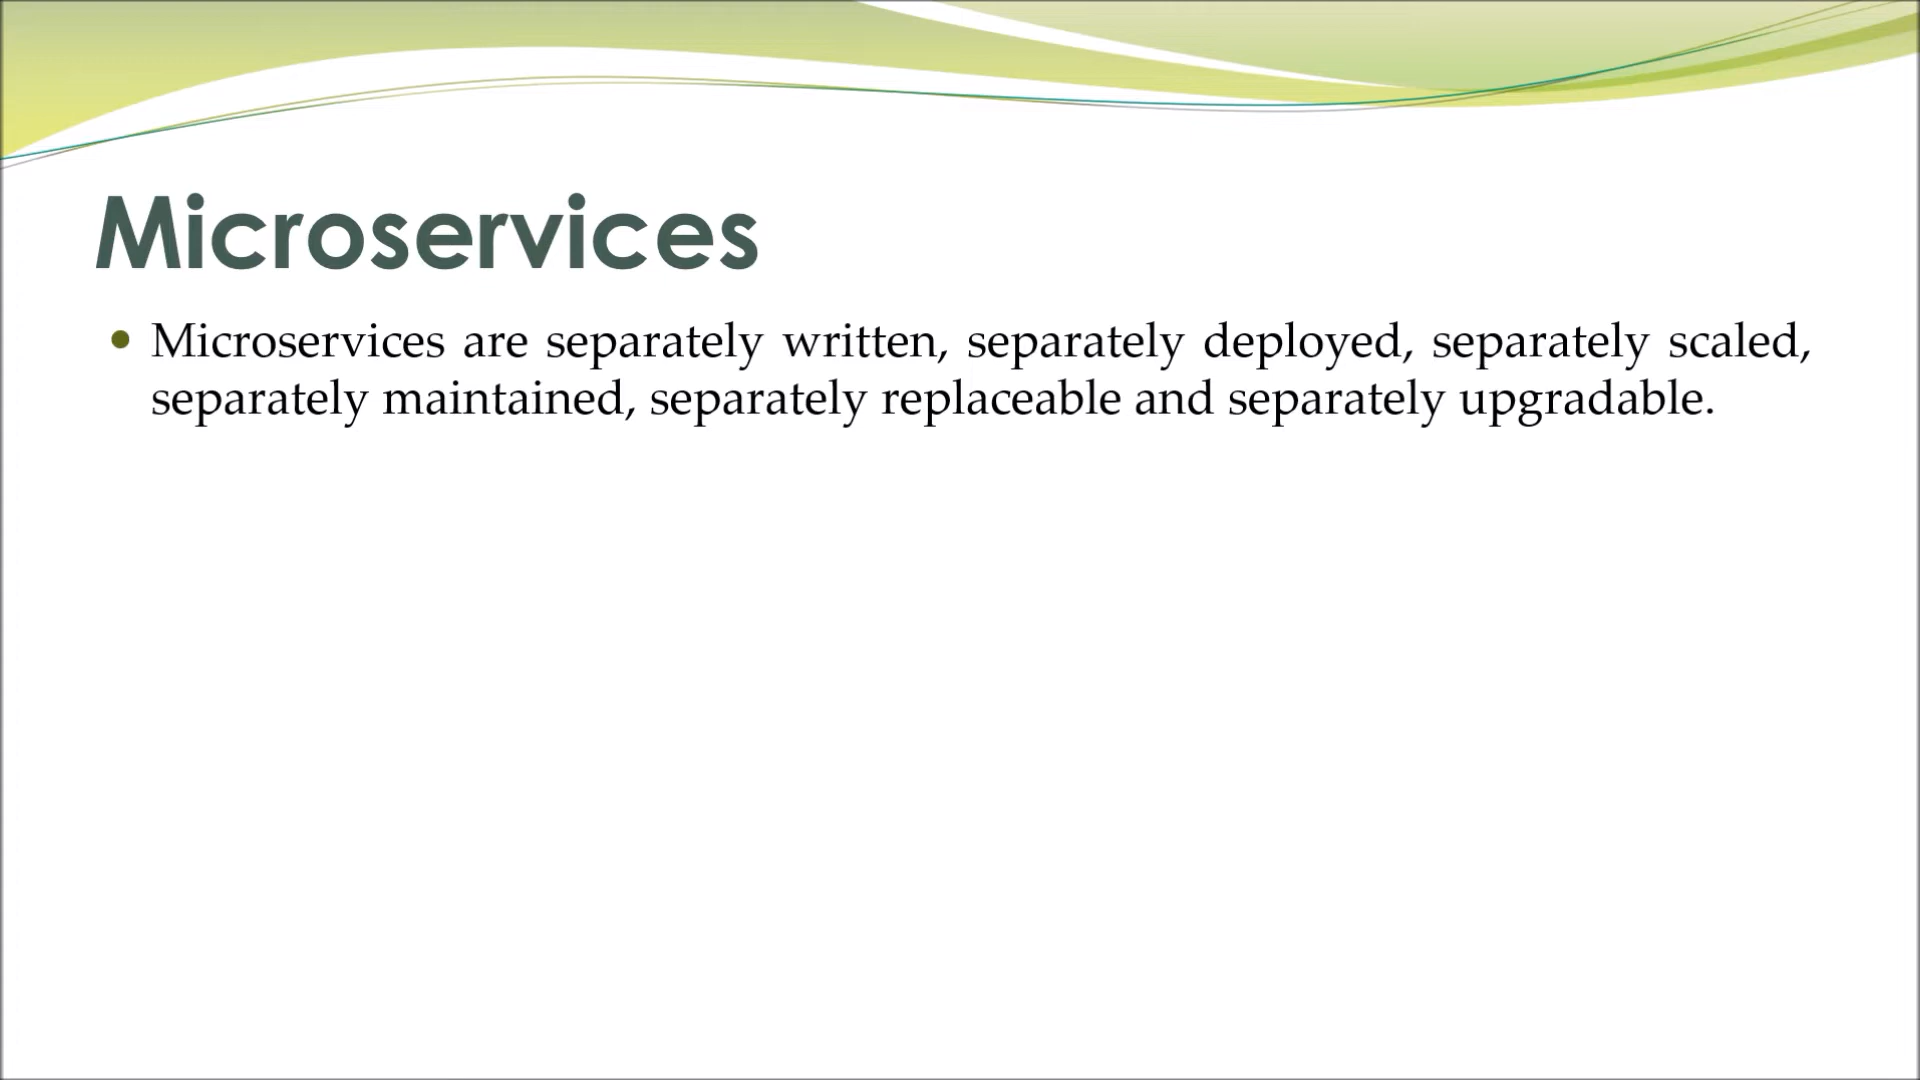 Microservices
• Microservices are separately written, separately deployed, separately scaled,
separately maintained, separately replaceable and separately upgradable.